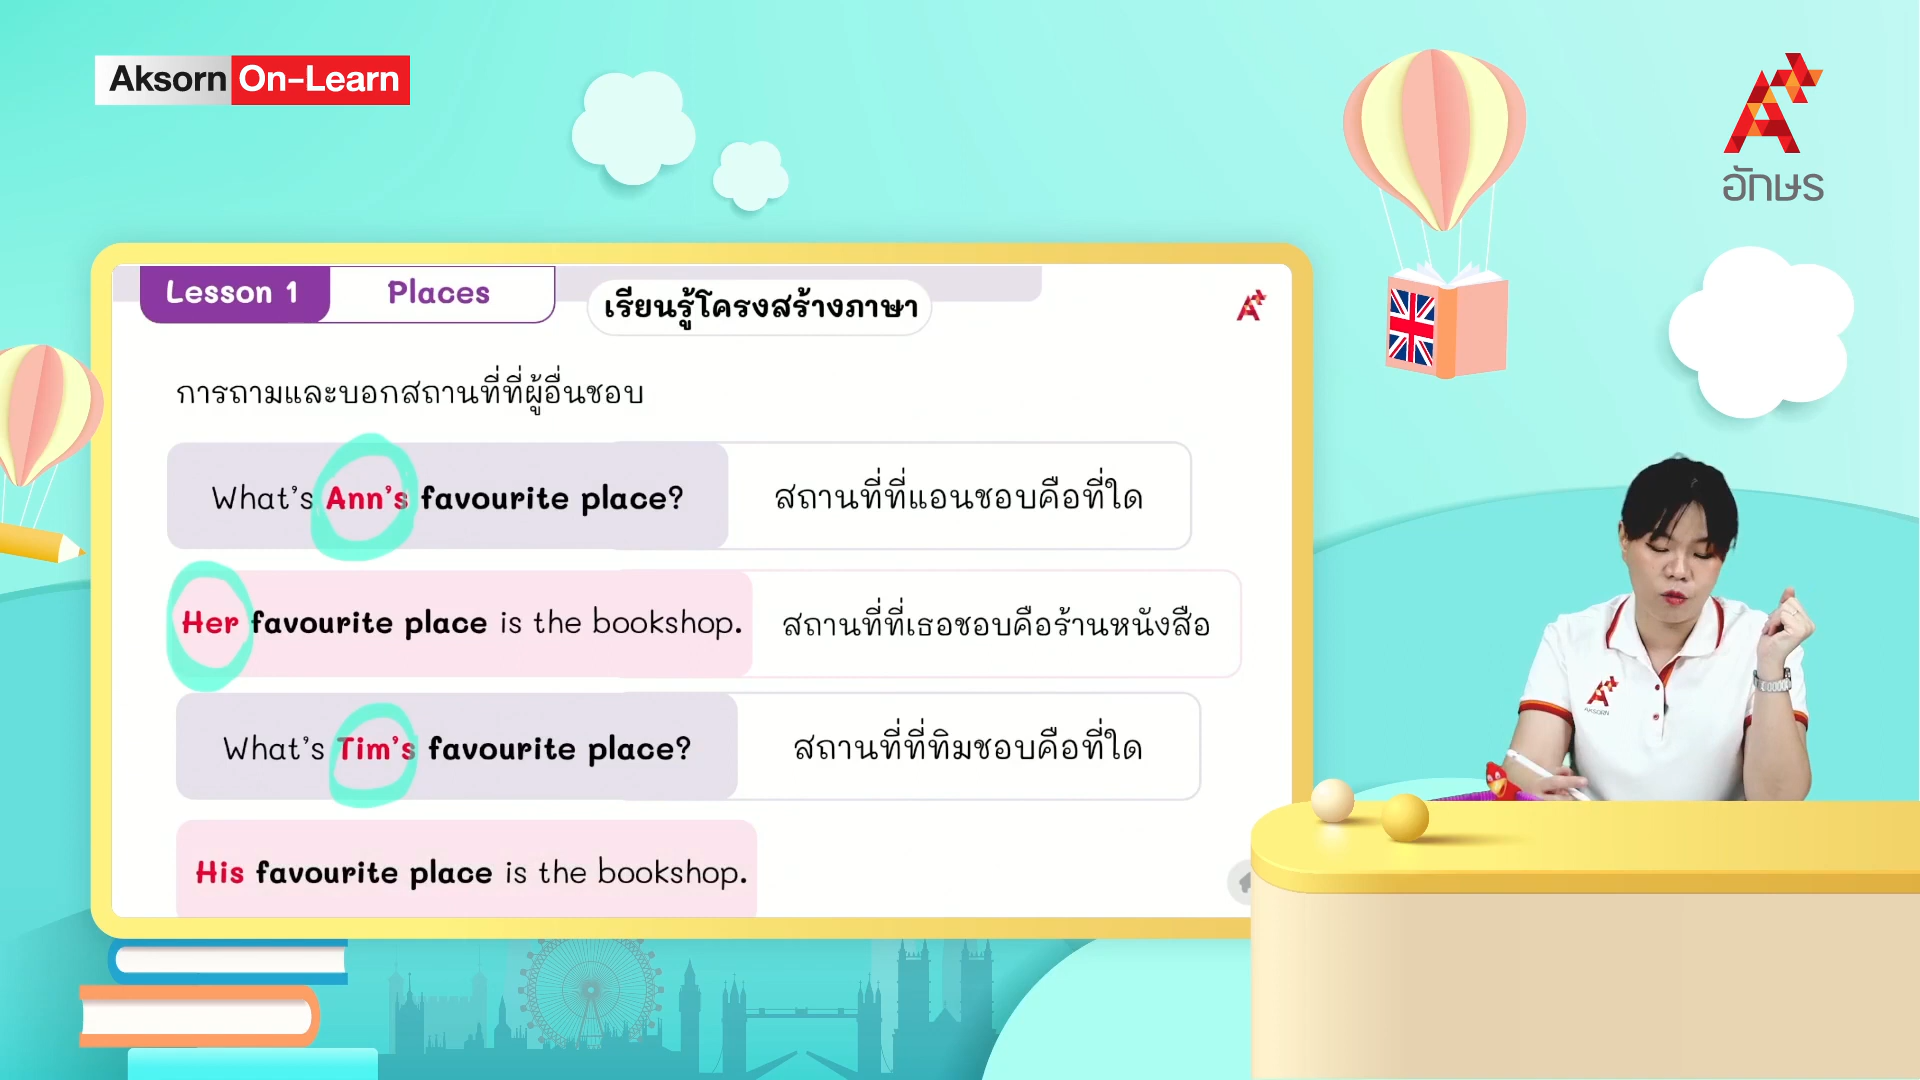 Aksorn On-Learn
อักษร
Lesson 1 Places
เรียนรู้โครงสร้างภาษา
การถามและบอกสถานที่ที่ผู้อื่นชอบ
What's Ann's favourite place? สถานที่ที่แอนชอบคือที่ใด
Her favourite place is the bookshop. สถานที่ที่เธอชอบคือร้านหนังสือ
What's Tim's favourite place? สถานที่ที่ทิมชอบคือที่ใด
His favourite place is the bookshop.
AKSORN